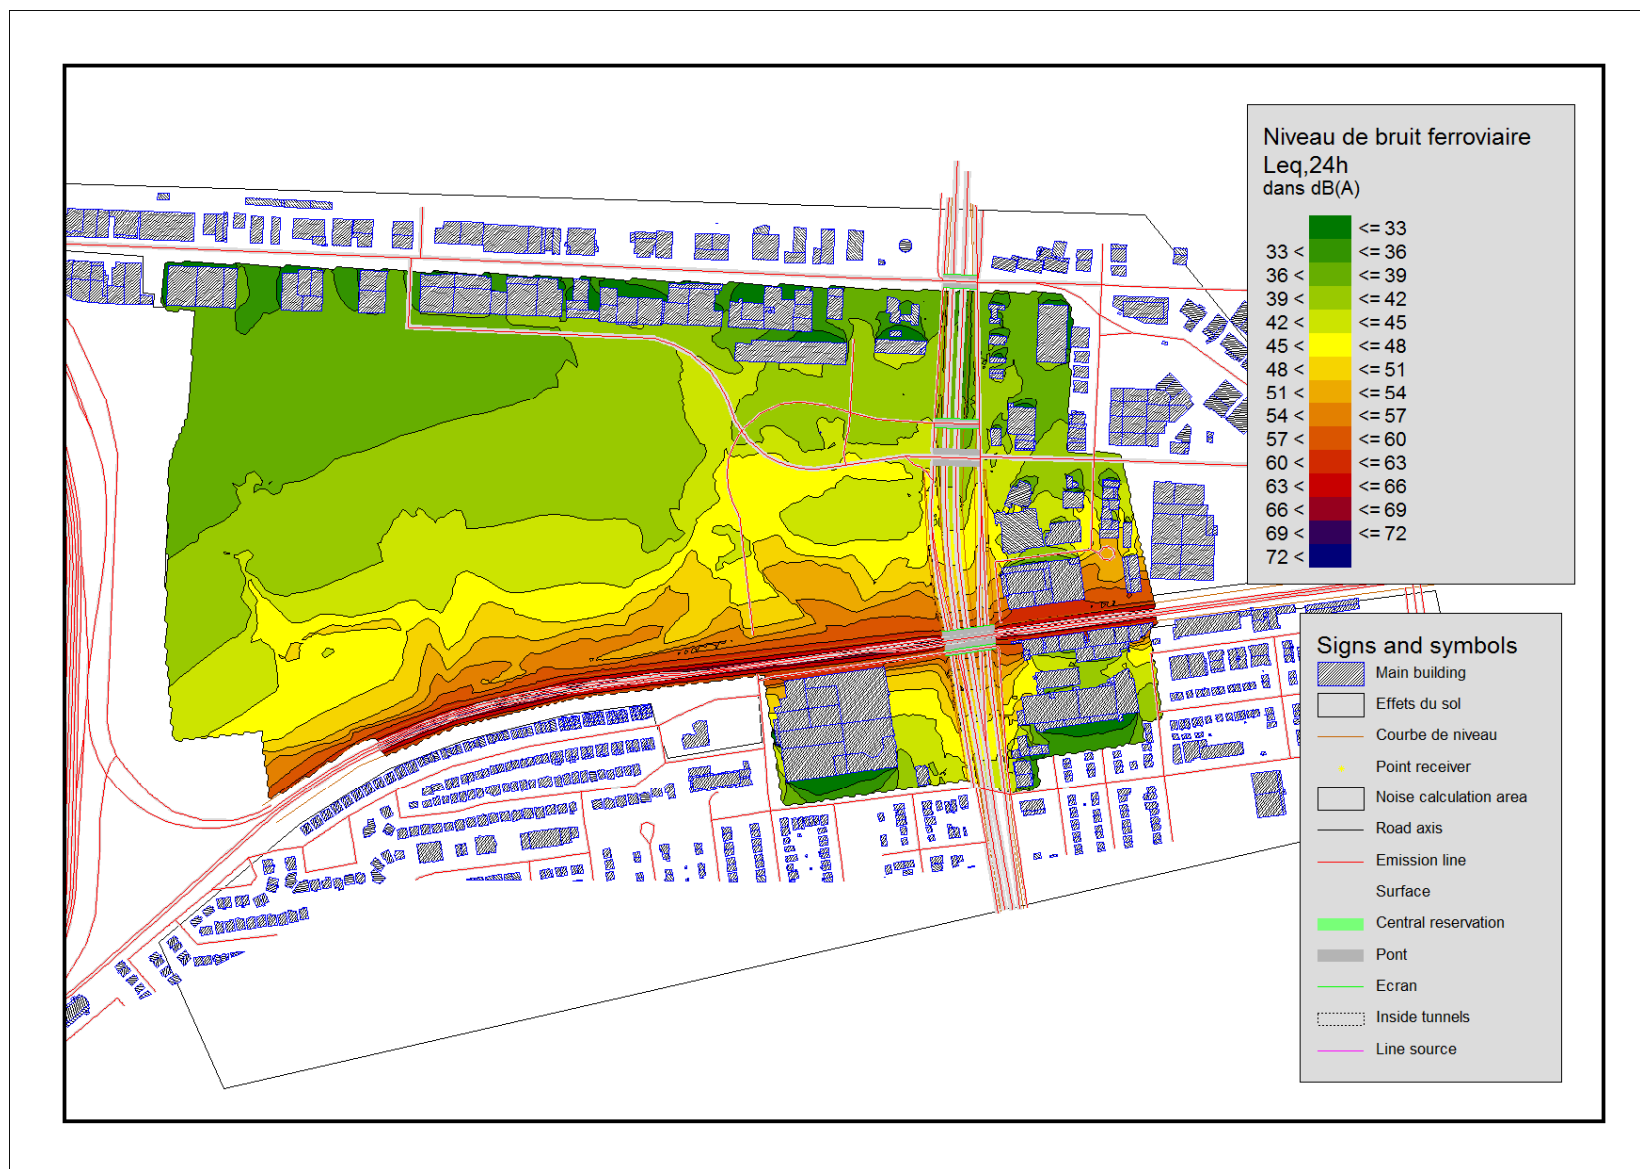 Niveau de bruit ferroviaire
Leq,24h
dans dB(A)
<= 33
33 < <= 36
36 < <= 39
39 < <= 42
42 < <= 45
45 < <= 48
48 < <= 51
51 < <= 54
54 < <= 57
57 < <= 60
60 < <= 63
63 < <= 66
66 < <= 69
69 < <= 72
72 <
Signs and symbols
Main building
Effets du sol
Courbe de niveau
Point receiver
Noise calculation area
Road axis
Emission line
Surface
Central reservation
Pont
Ecran
Inside tunnels
Line source